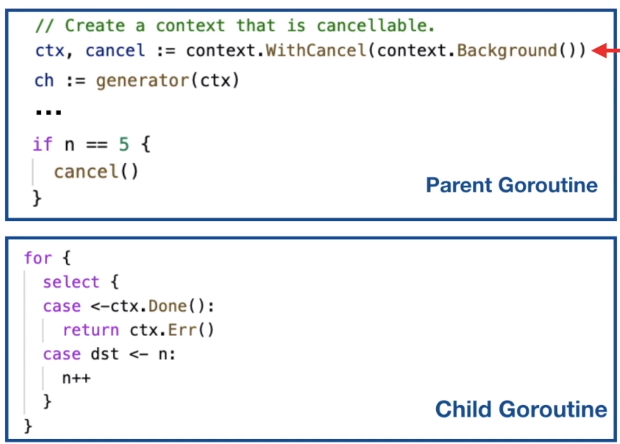 // Create a context that is cancellable.
ctx, cancel := context.WithCancel(context.Background())
ch := generator(ctx)
...
if n == 5 {
cancel()
}
Parent Goroutine
for {
select {
case <-ctx.Done():
return ctx.Err()
case dst <- n:
n++
}
}
Child Goroutine